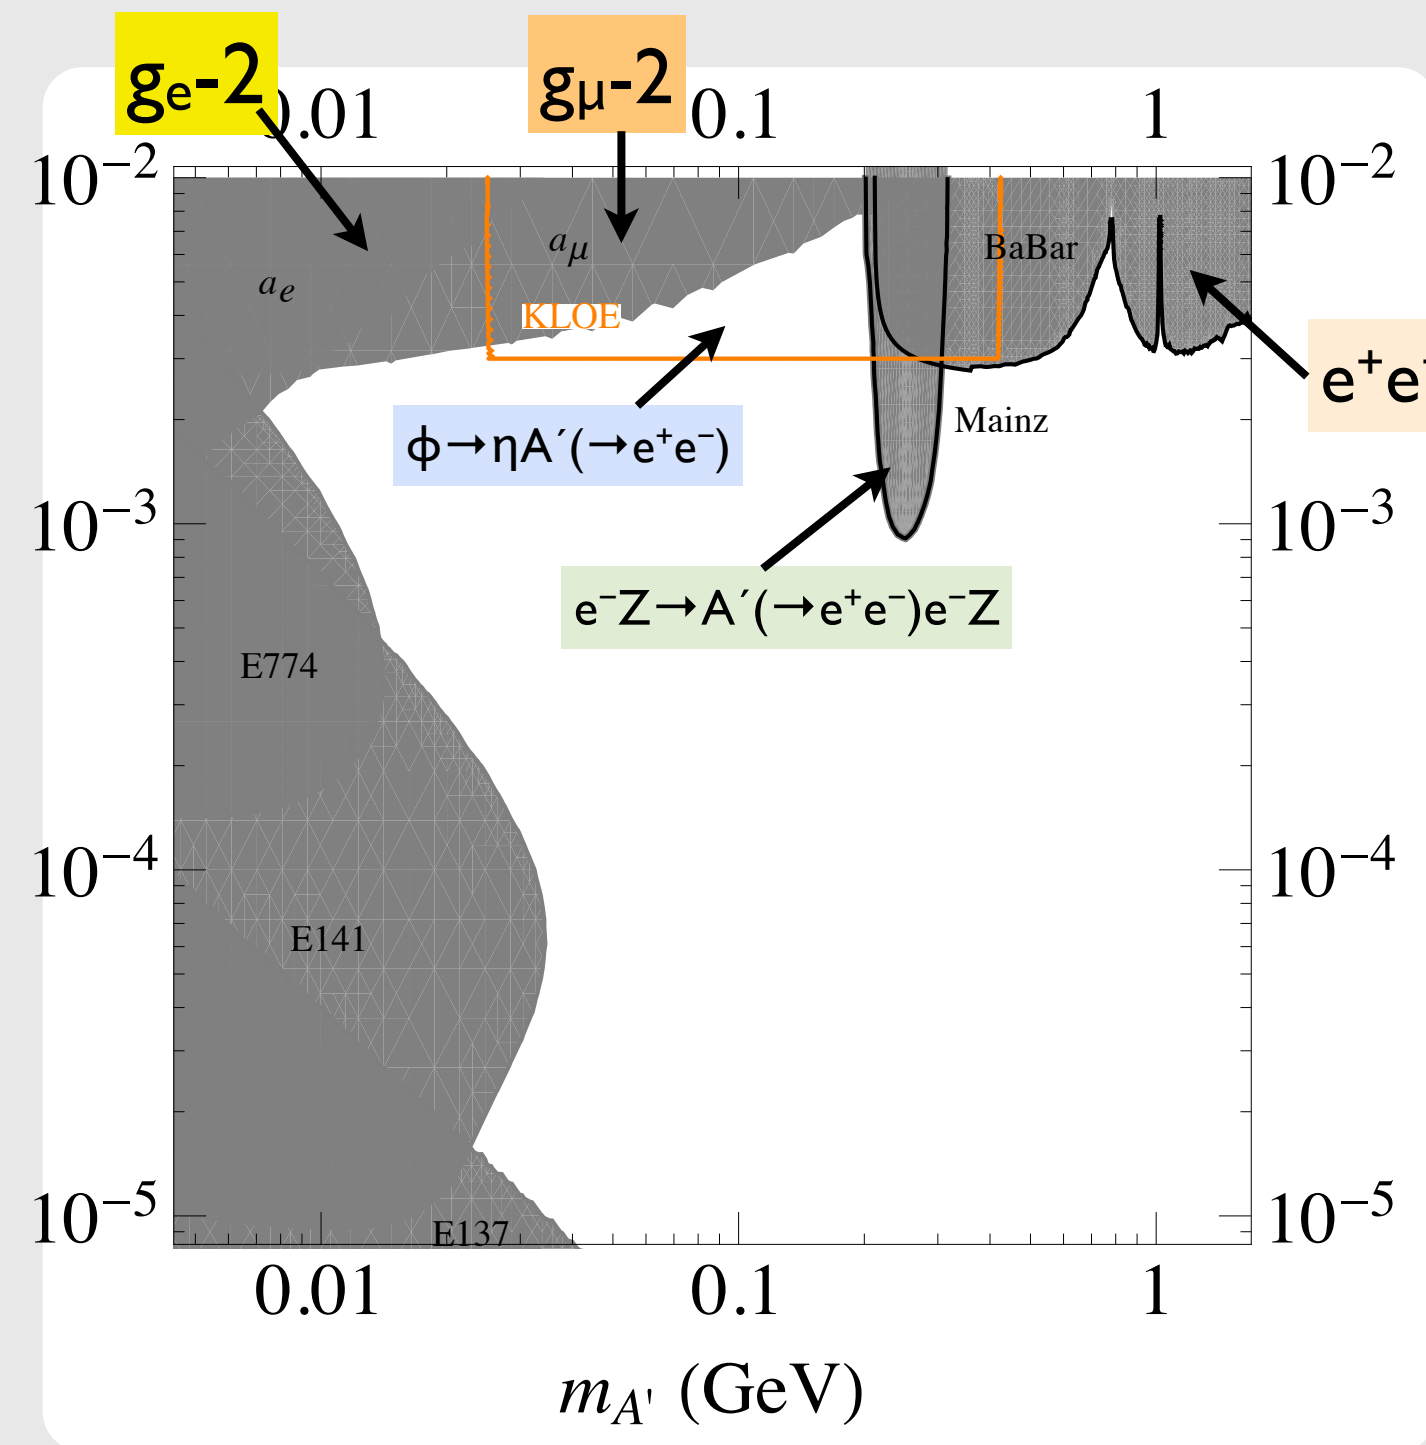 gₑ-2
gμ-2
0.01
0.1
1
10⁻²
10⁻²
aμ
BaBar
aₑ
KLOE
e⁺e⁻
ϕ→ηA´(→e⁺e⁻)
Mainz
10⁻³
10⁻³
e⁻Z→A´(→e⁺e⁻)e⁻Z
E774
10⁻⁴
10⁻⁴
E141
10⁻⁵
10⁻⁵
E137
0.01
0.1
1
mA' (GeV)